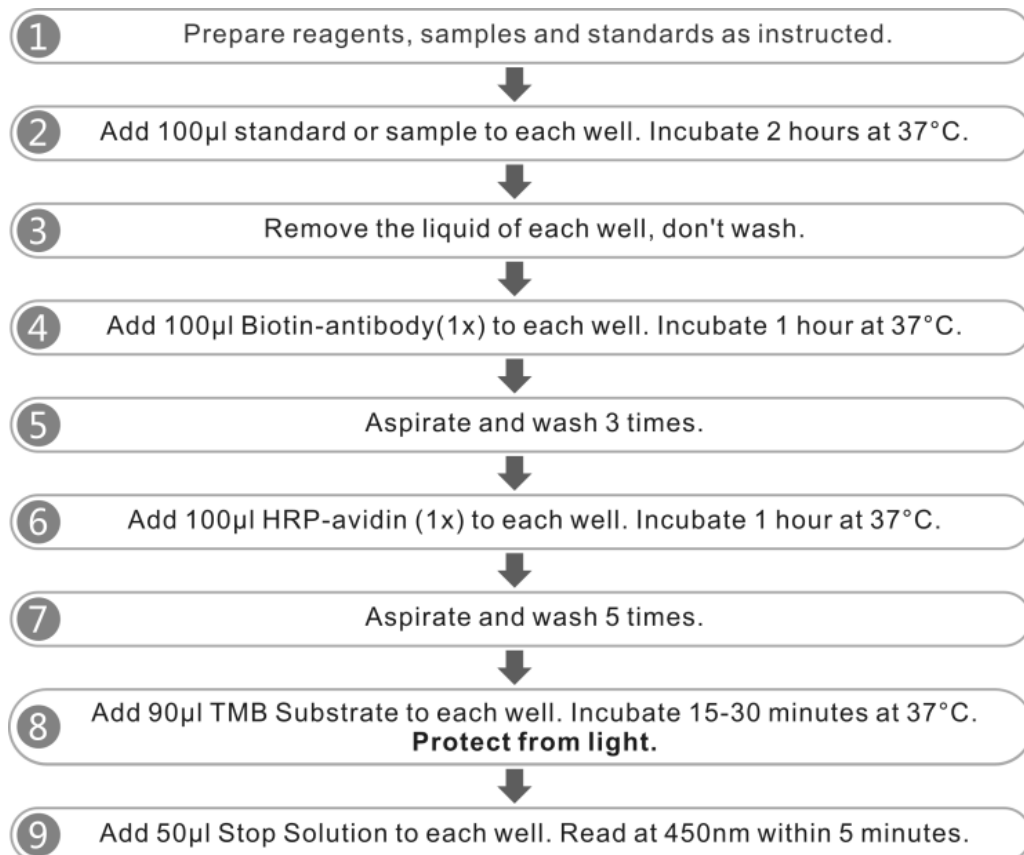 1 Prepare reagents, samples and standards as instructed.
2 Add 100μl standard or sample to each well. Incubate 2 hours at 37°C.
3 Remove the liquid of each well, don't wash.
4 Add 100μl Biotin-antibody(1x) to each well. Incubate 1 hour at 37°C.
5 Aspirate and wash 3 times.
6 Add 100μl HRP-avidin (1x) to each well. Incubate 1 hour at 37°C.
7 Aspirate and wash 5 times.
8 Add 90μl TMB Substrate to each well. Incubate 15-30 minutes at 37°C.
Protect from light.
9 Add 50μl Stop Solution to each well. Read at 450nm within 5 minutes.